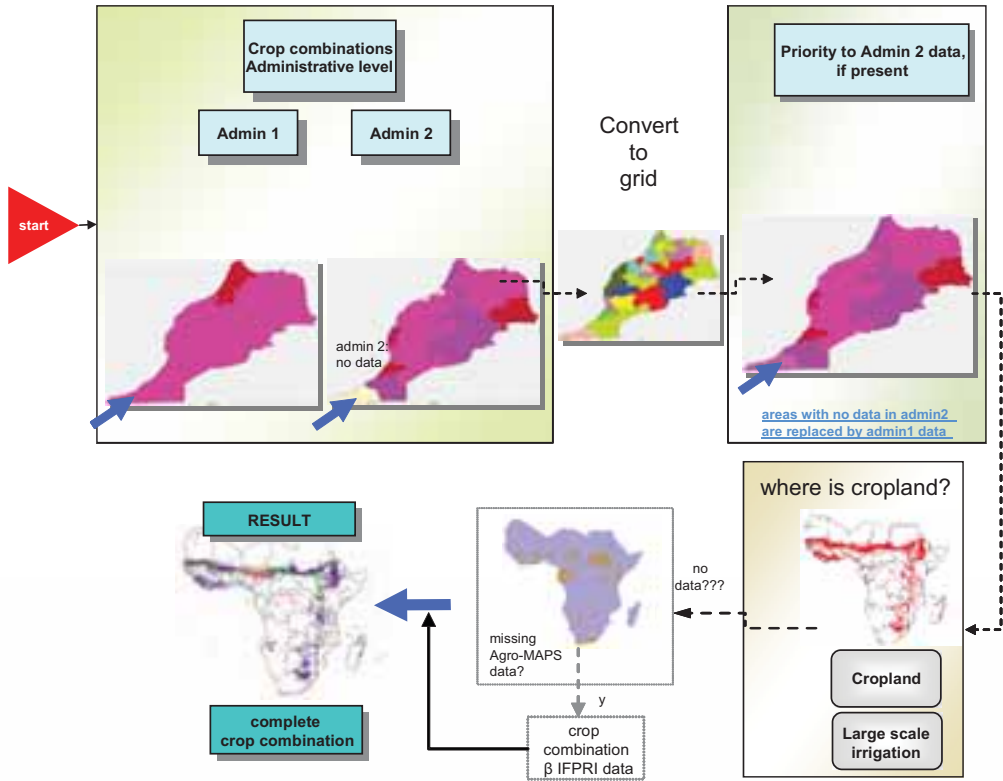 Crop combinations
Administrative level
Admin 1
Admin 2
start
admin 2:
no data
Convert
to
grid
Priority to Admin 2 data,
if present
areas with no data in admin2
are replaced by admin1 data
where is cropland?
Cropland
Large scale
irrigation
no
data???
missing
Agro-MAPS
data?
y
crop
combination
β IFPRI data
RESULT
complete
crop combination